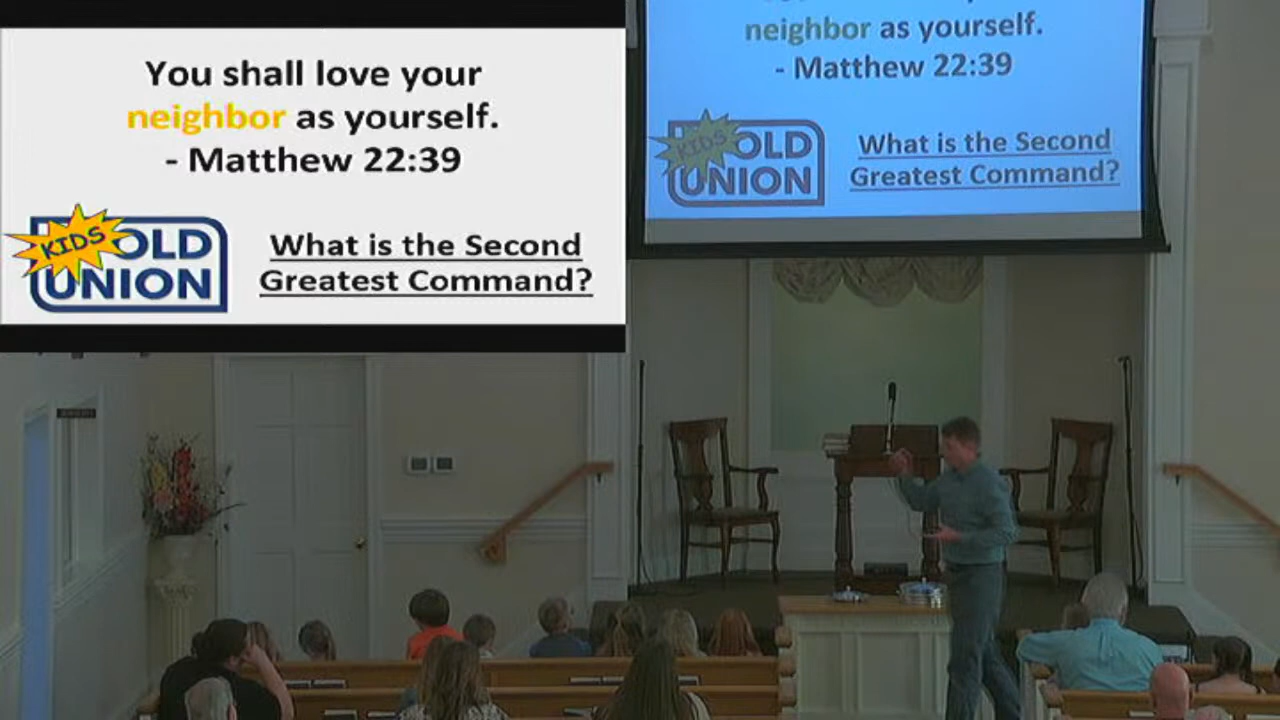 You shall love your
neighbor as yourself.
- Matthew 22:39
KIDS
OLD
UNION
What is the Second
Greatest Command?
neighbor as yourself.
- Matthew 22:39
KIDS
OLD
UNION
What is the Second
Greatest Command?